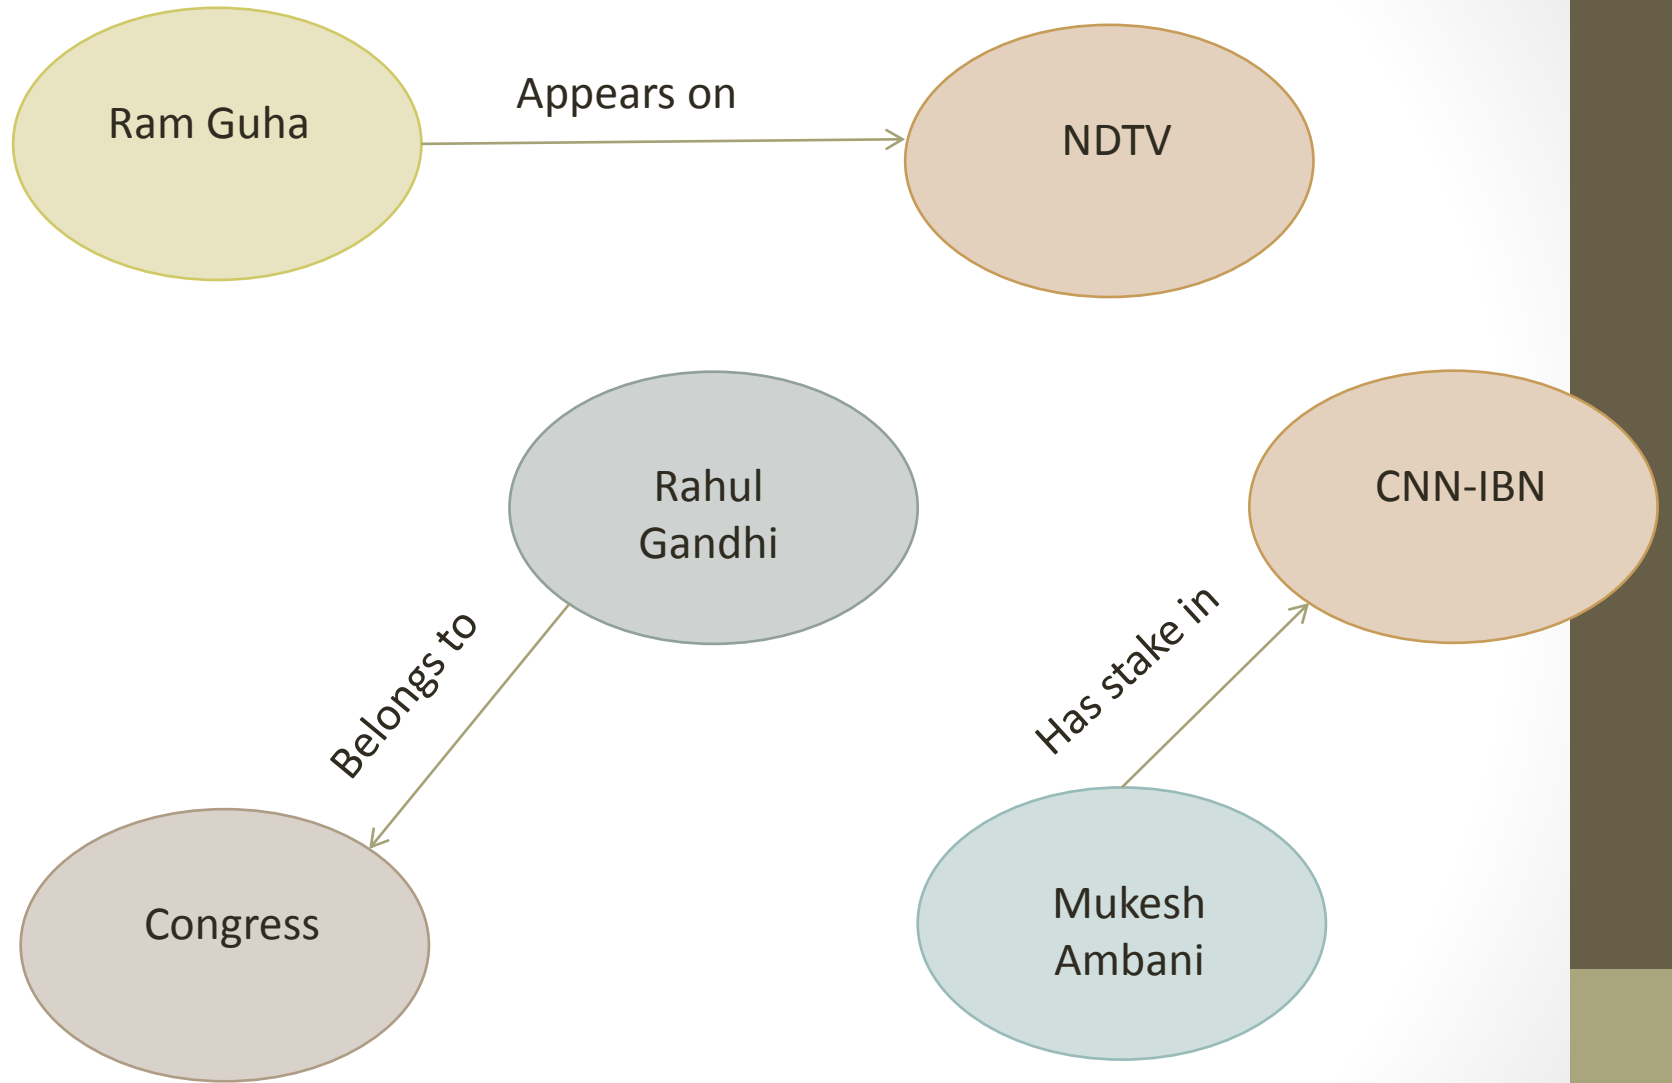 Ram Guha
Appears on
NDTV
Rahul
Gandhi
CNN-IBN
Belongs to
Has stake in
Congress
Mukesh
Ambani